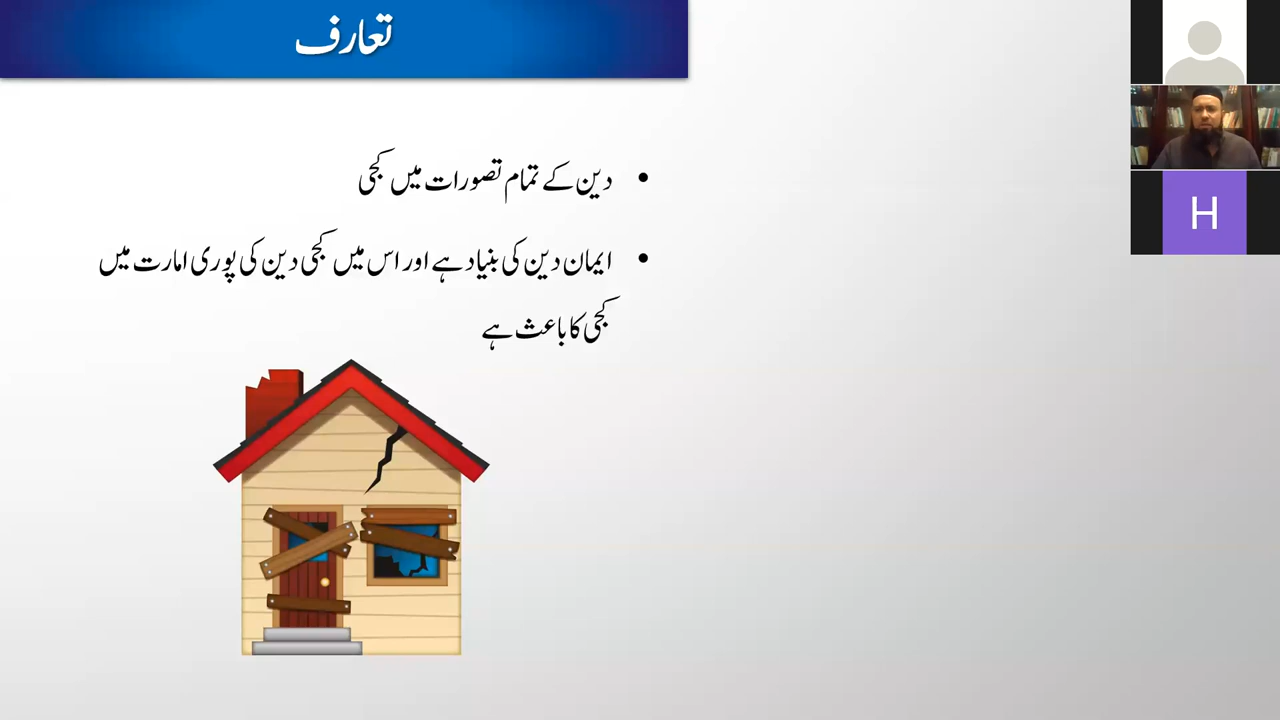 تعارف
• دین کے تمام تصورات میں کجی
• ایمان دین کی بنیاد ہے اور اس میں کجی دین کی پوری امارت میں
کجی کا باعث ہے
H